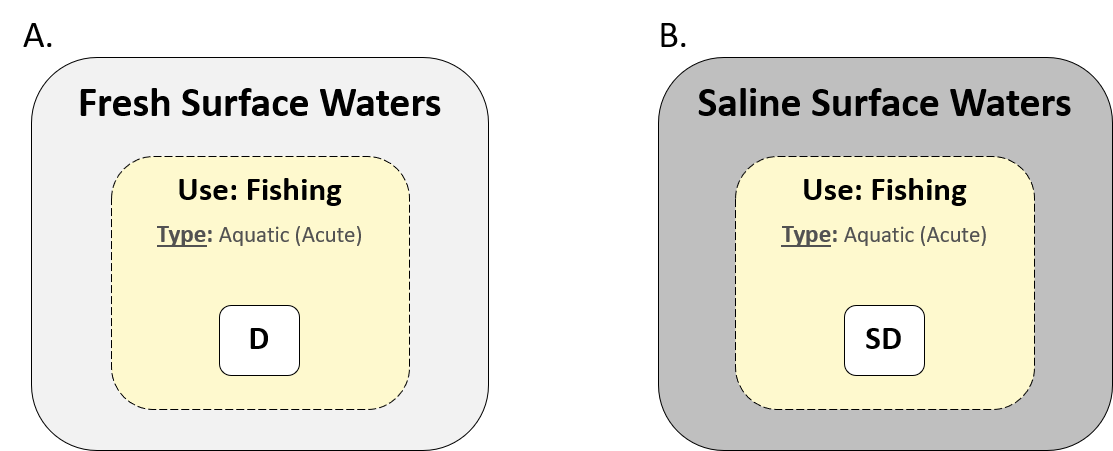 A.
Fresh Surface Waters
Use: Fishing
Type: Aquatic (Acute)
D
B.
Saline Surface Waters
Use: Fishing
Type: Aquatic (Acute)
SD